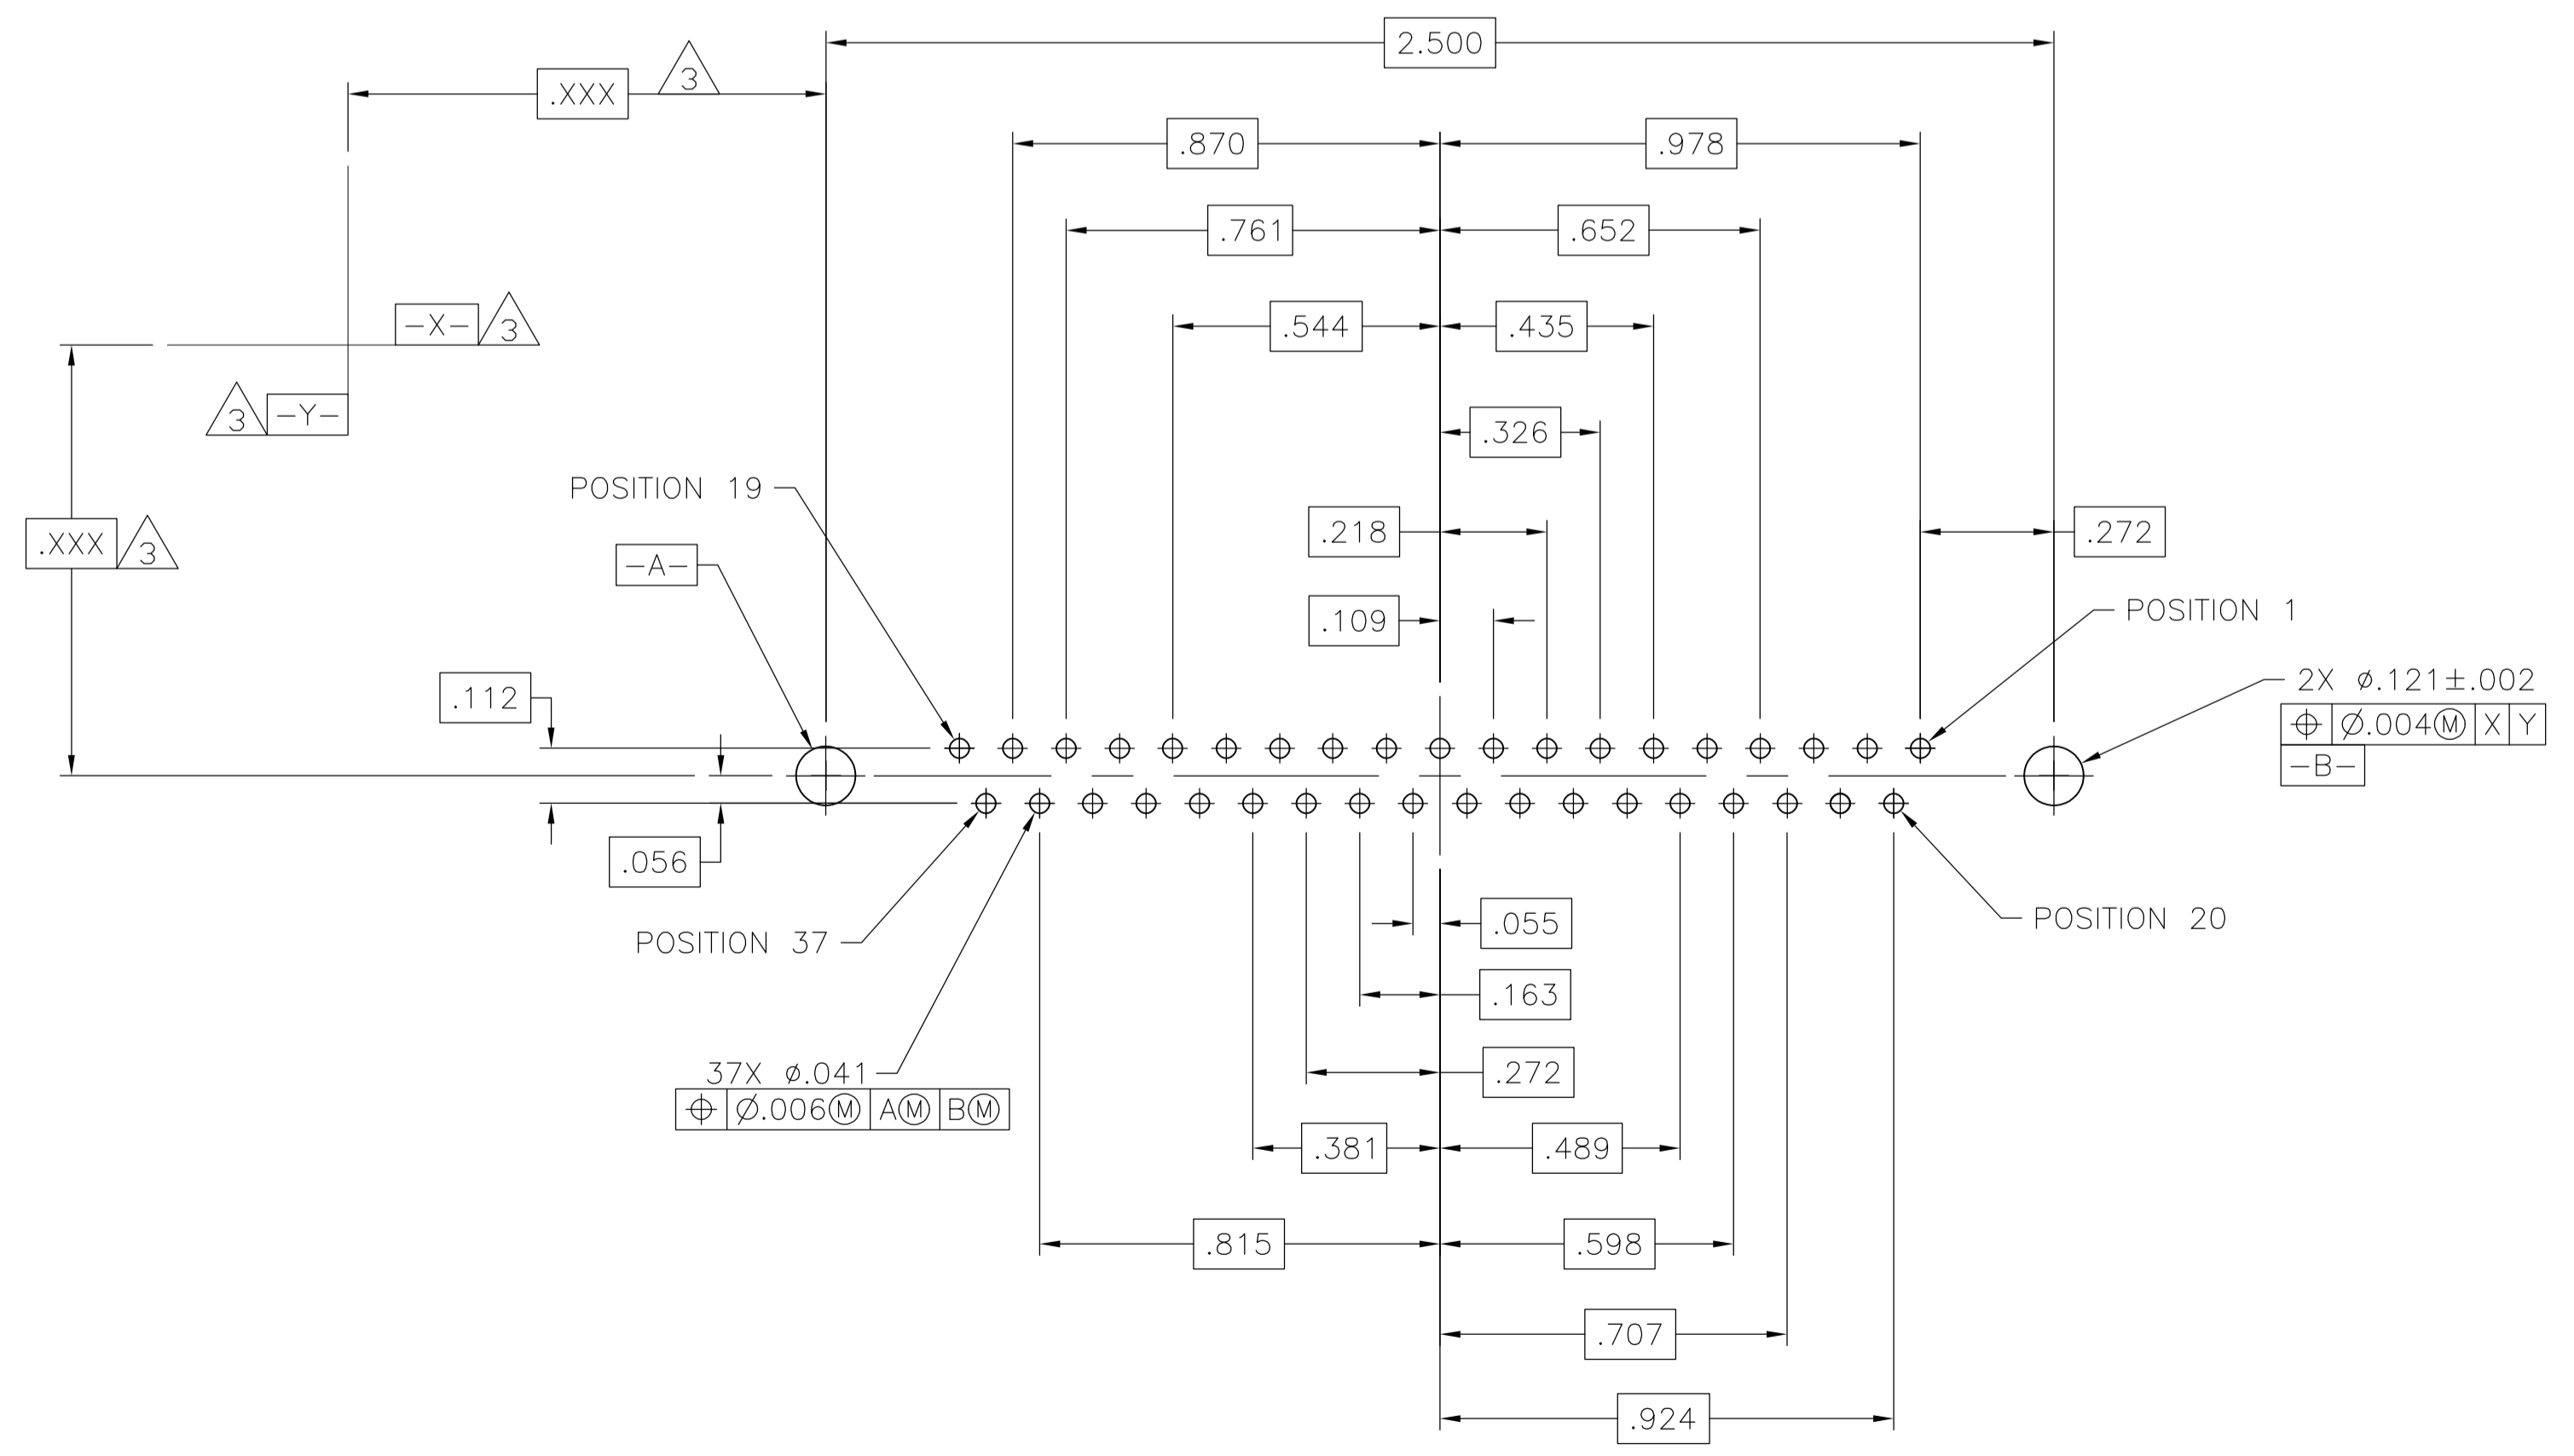 2.500
.XXX 3
.870
.978
.761
.652
-X- 3
.544
.435
3 -Y-
.326
POSITION 19
.XXX 3
.218
.272
-A-
.109
POSITION 1
.112
2X ⌀.121±.002
⌖ ⌀.004Ⓜ X Y
-B-
.056
.055
POSITION 20
POSITION 37
.163
37X ⌀.041
⌖ ⌀.006Ⓜ AⓂ BⓂ
.272
.381
.489
.815
.598
.707
.924